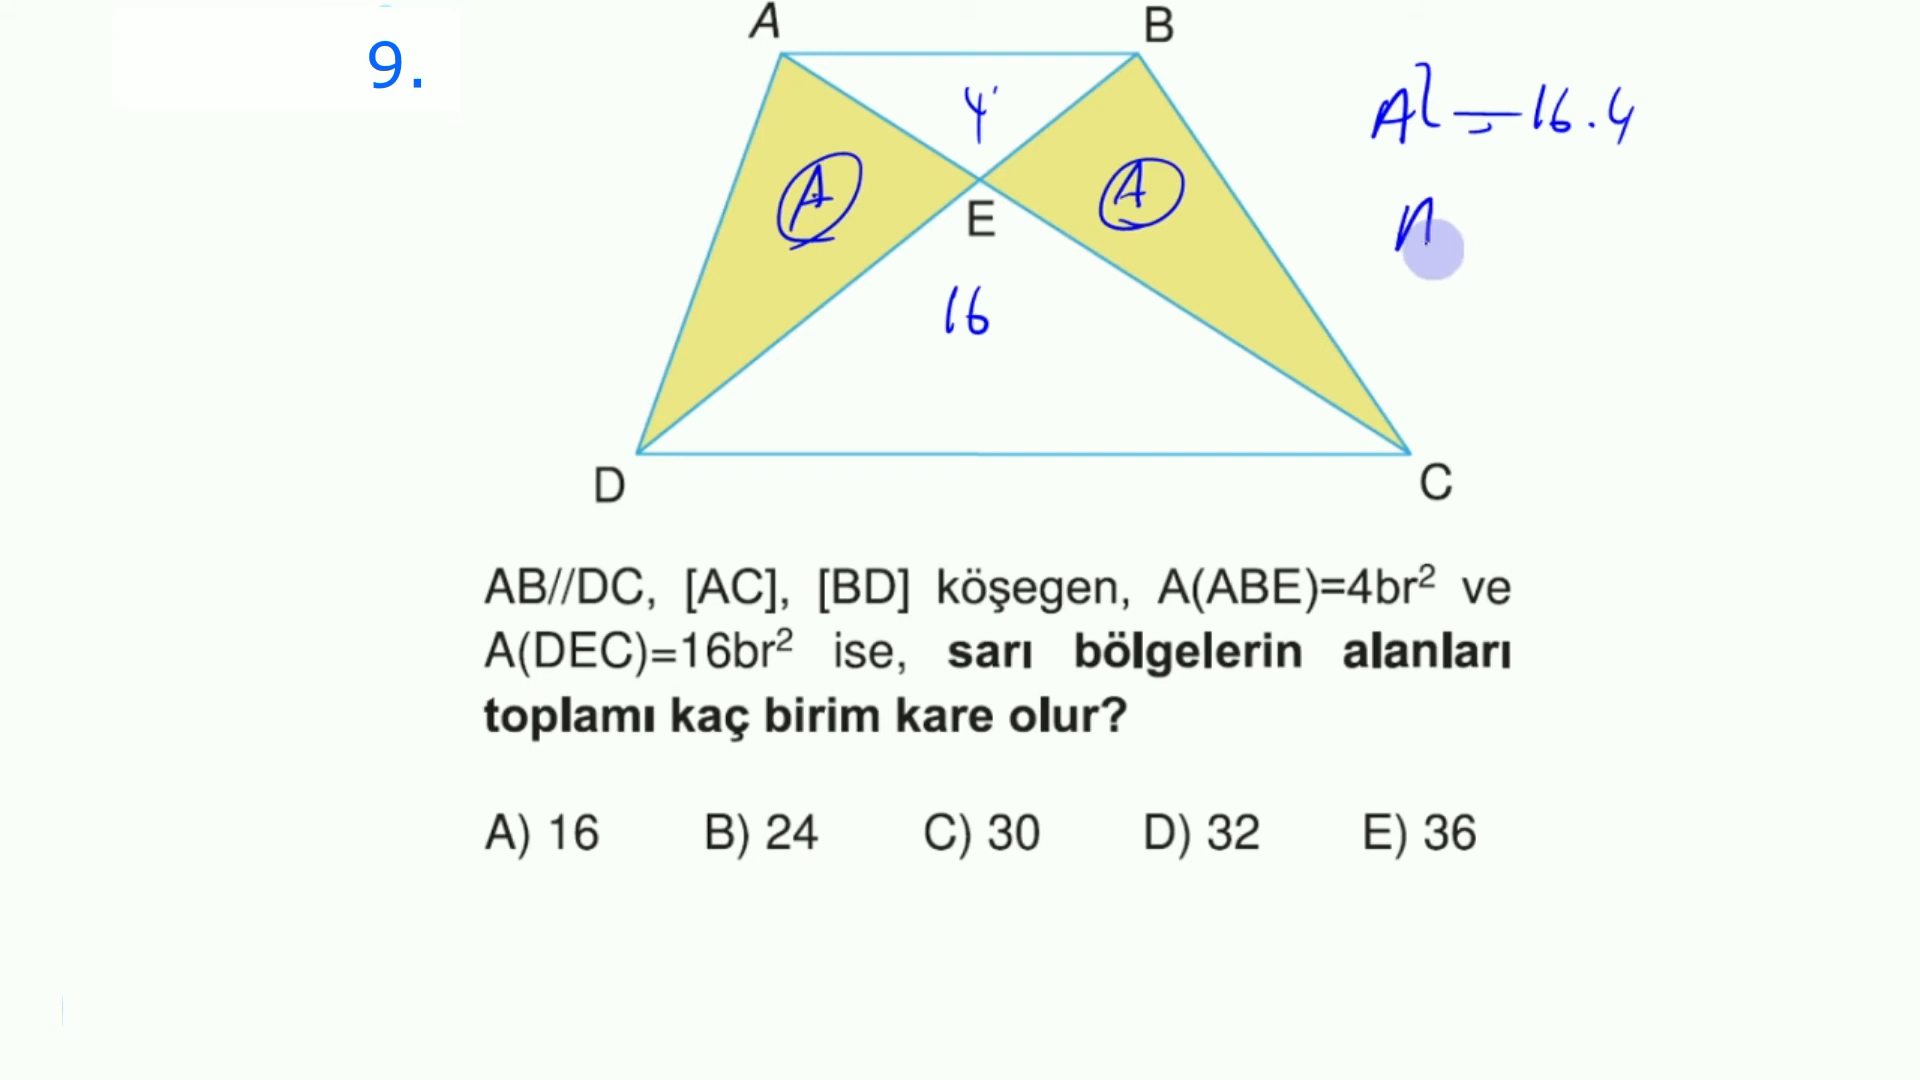 9.
A B
4
A A
E
16
D C
A² = 16.4
AB//DC, [AC], [BD] köşegen, A(ABE)=4br² ve
A(DEC)=16br² ise, sarı bölgelerin alanları
toplamı kaç birim kare olur?
A) 16 B) 24 C) 30 D) 32 E) 36